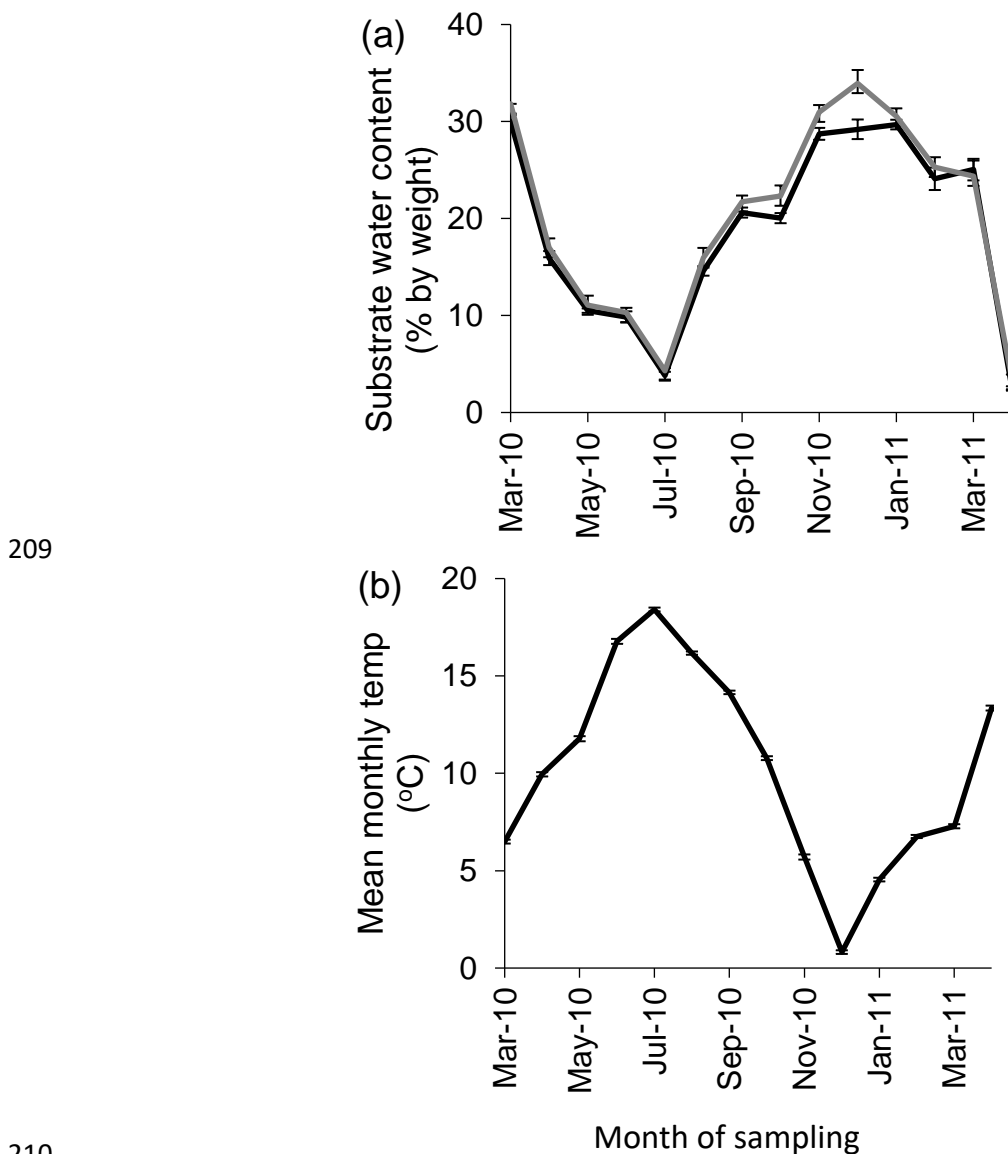 (a)
Substrate water content
(% by weight)
40
30
20
10
0
Mar-10
May-10
Jul-10
Sep-10
Nov-10
Jan-11
Mar-11
209
(b)
Mean monthly temp
(ºC)
20
15
10
5
0
Mar-10
May-10
Jul-10
Sep-10
Nov-10
Jan-11
Mar-11
Month of sampling
210